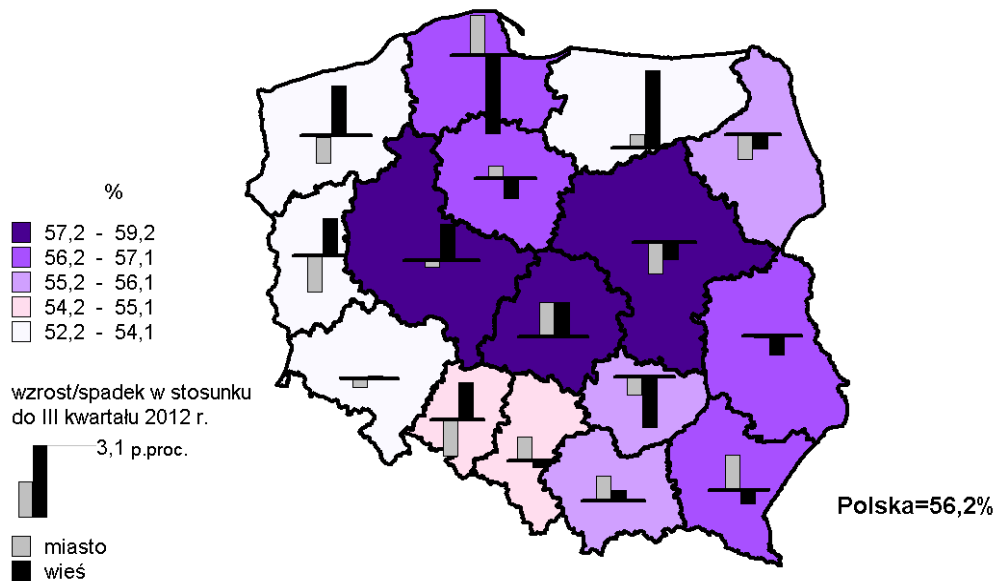 %
57,2 - 59,2
56,2 - 57,1
55,2 - 56,1
54,2 - 55,1
52,2 - 54,1
wzrost/spadek w stosunku
do III kwartału 2012 r.
3,1 p.proc.
Polska=56,2%
miasto
wieś